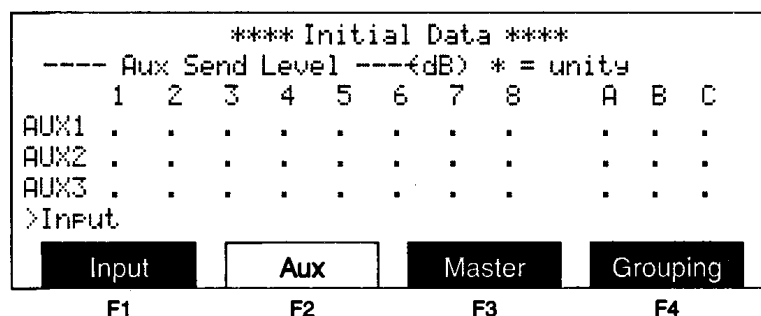 **** Initial Data ****
---- Aux Send Level ---(dB) * = unity
1 2 3 4 5 6 7 8 A B C
AUX1 . . . . . . . . . . .
AUX2 . . . . . . . . . . .
AUX3 . . . . . . . . . . .
>Input
Input Aux Master Grouping
F1 F2 F3 F4